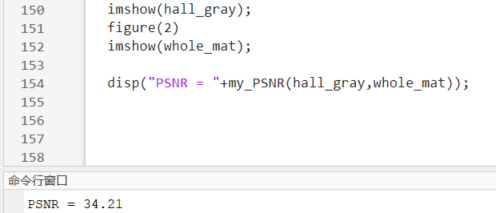 150 imshow(hall_gray);
151 figure(2)
152 imshow(whole_mat);
153
154 disp("PSNR = "+my_PSNR(hall_gray,whole_mat));
155
156
157
158
命令行窗口
PSNR = 34.21